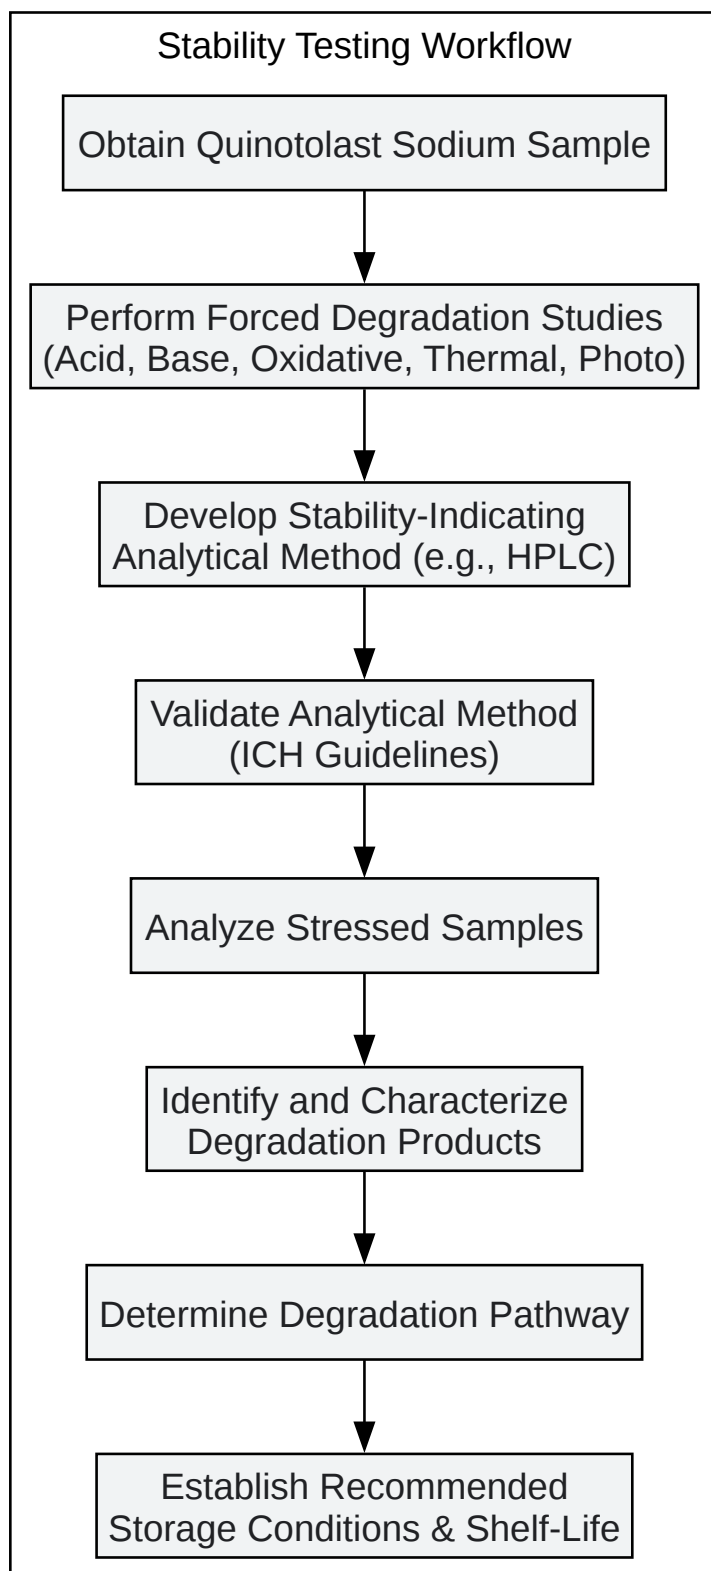 Stability Testing Workflow
Obtain Quinotolast Sodium Sample
Perform Forced Degradation Studies
(Acid, Base, Oxidative, Thermal, Photo)
Develop Stability-Indicating
Analytical Method (e.g., HPLC)
Validate Analytical Method
(ICH Guidelines)
Analyze Stressed Samples
Identify and Characterize
Degradation Products
Determine Degradation Pathway
Establish Recommended
Storage Conditions & Shelf-Life